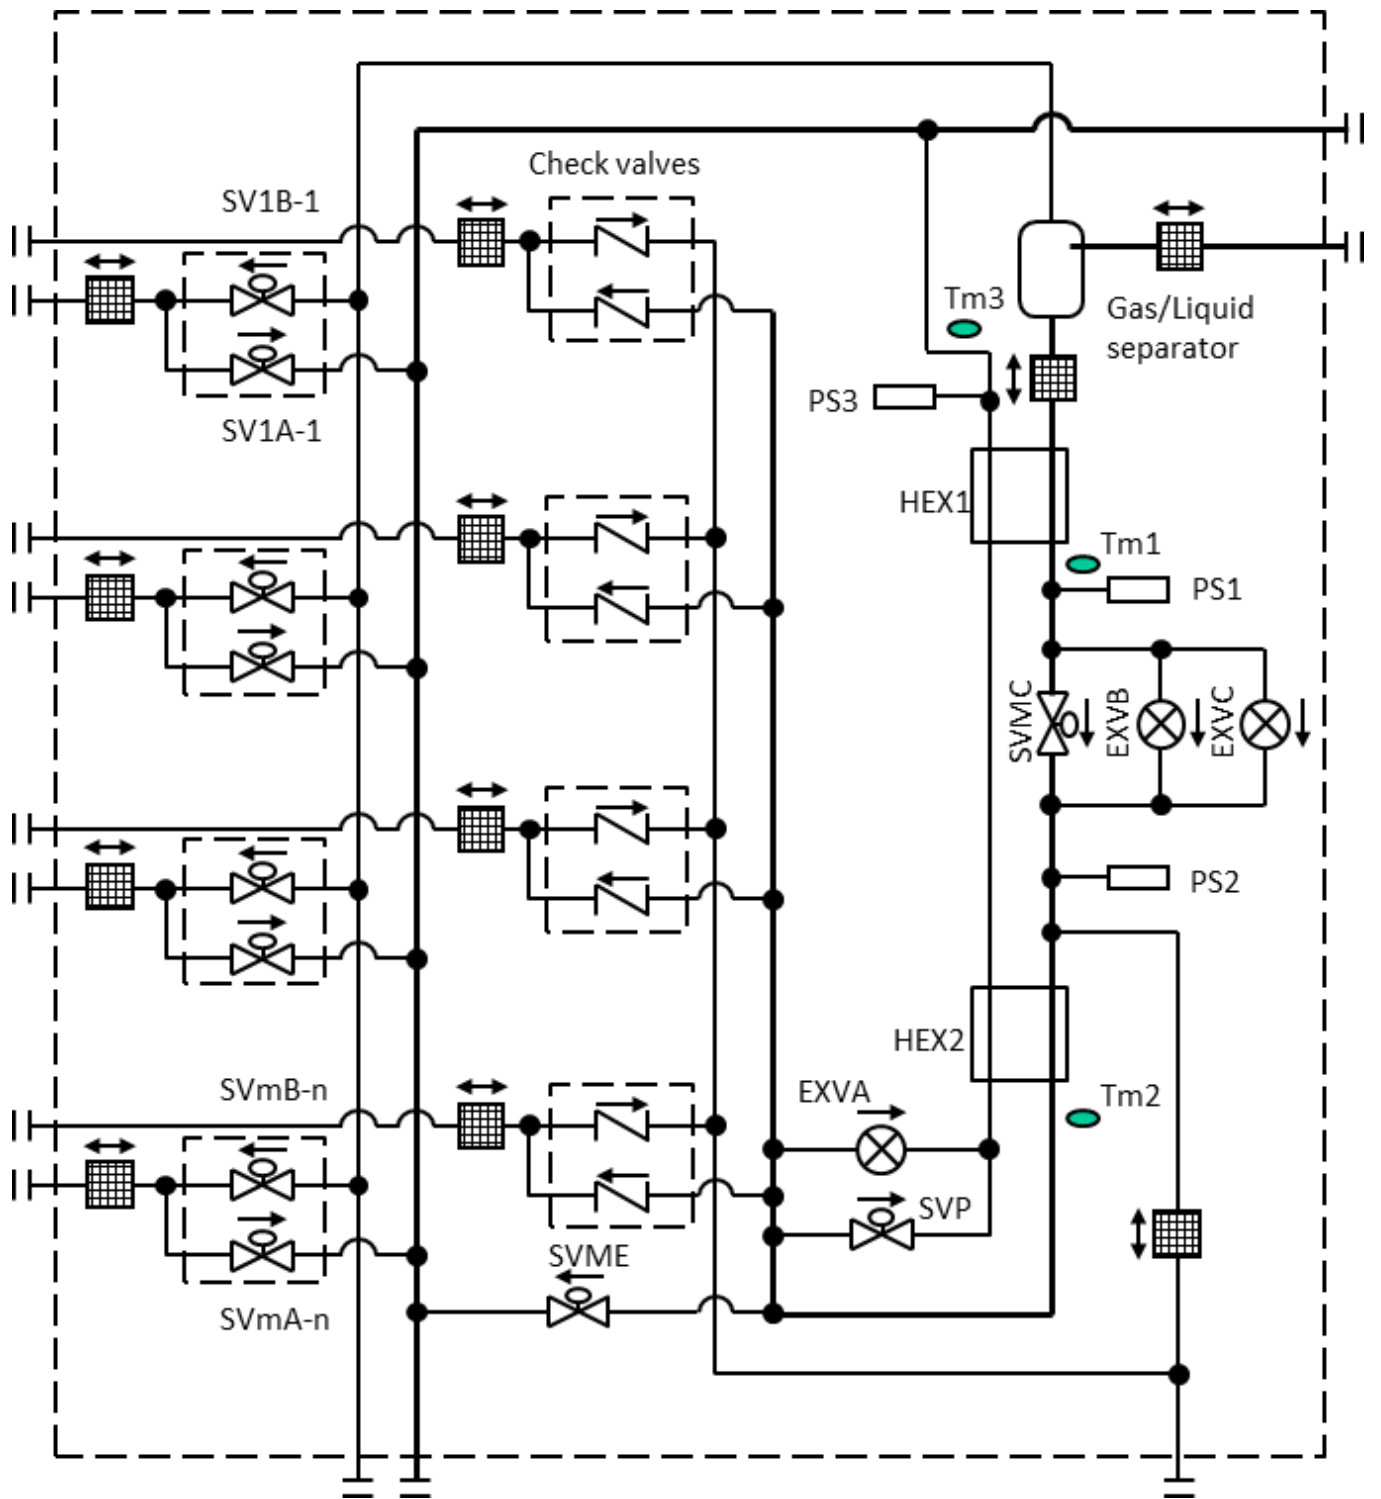 Check valves
SV1B-1
Tm3
Gas/Liquid
separator
PS3
SV1A-1
HEX1
Tm1
PS1
SVMC
EXVB
EXVC
PS2
HEX2
SVmB-n
EXVA
Tm2
SVP
SVME
SVmA-n